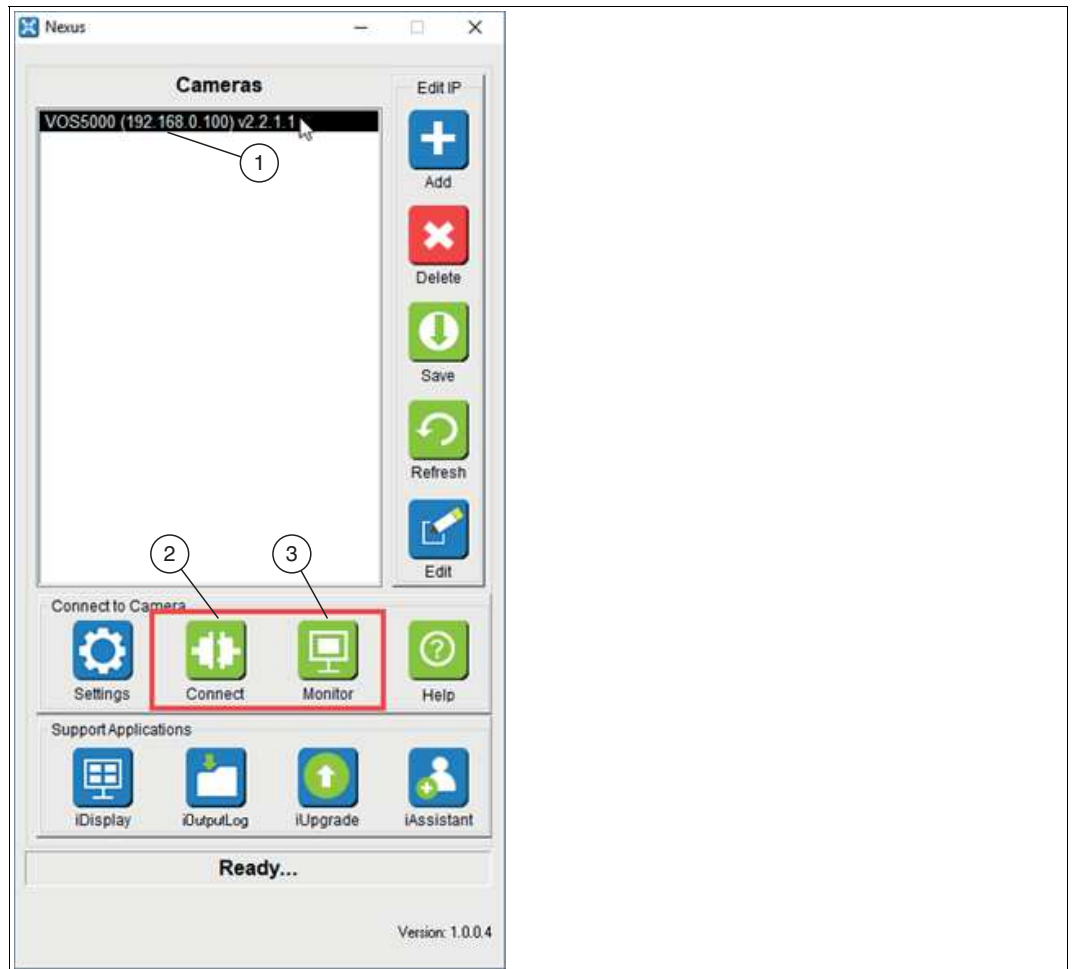 Nexus
Cameras
Edit IP
VOS5000 (192.168.0.100) v2.2.1.1
1
Add
Delete
Save
Refresh
2
3
Edit
Connect to Camera
Settings
Connect
Monitor
Help
Support Applications
iDisplay
iOutputLog
iUpgrade
iAssistant
Ready...
Version: 1.0.0.4